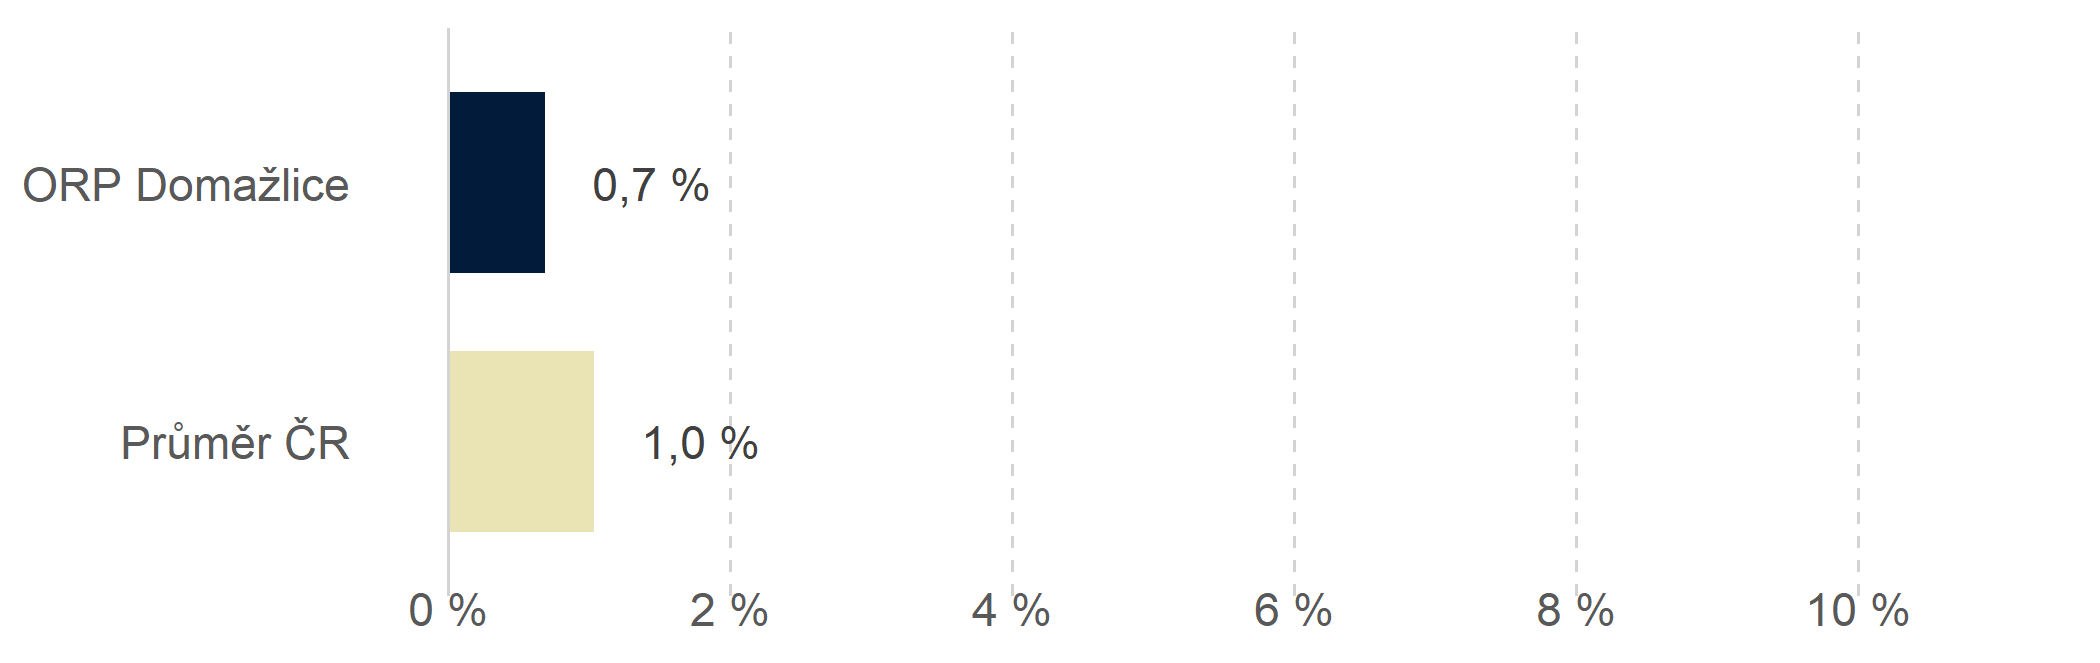 ORP Domažlice 0,7 %
Průměr ČR 1,0 %
0 % 2 % 4 % 6 % 8 % 10 %